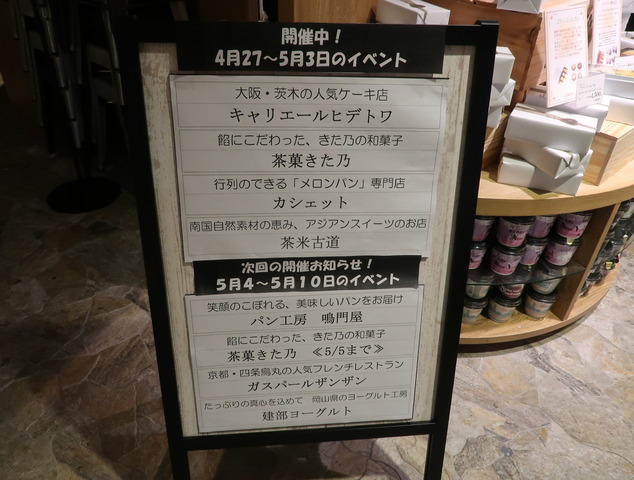 開催中！
4月27～5月3日のイベント
大阪・茨木の人気ケーキ店
キャリエールヒデトワ
餡にこだわった、きた乃の和菓子
茶菓きた乃
行列のできる「メロンパン」専門店
カシェット
南国自然素材の恵み、アジアンスイーツのお店
茶米古道
次回の開催お知らせ！
5月4～5月10日のイベント
笑顔のこぼれる、美味しいパンをお届け
パン工房　鳴門屋
餡にこだわった、きた乃の和菓子
茶菓きた乃　≪5/5まで≫
京都・四条烏丸の人気フレンチレストラン
ガスパールザンザン
たっぷりの真心を込めて　岡山県のヨーグルト工房
建部ヨーグルト